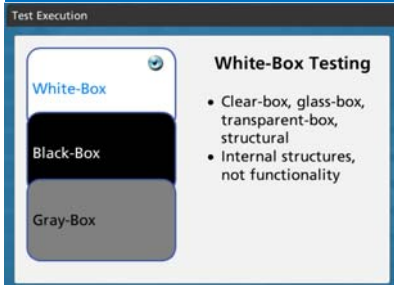 Test Execution
White-Box
Black-Box
Gray-Box
White-Box Testing
• Clear-box, glass-box,
transparent-box,
structural
• Internal structures,
not functionality